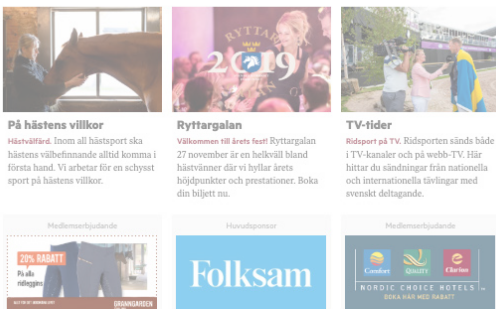 RYTTAR
2019
På hästens villkor
Hästvälfärd. Inom all hästsport ska
hästens välbefinnande alltid komma i
första hand. Vi arbetar för en schysst
sport på hästens villkor.
Ryttargalan
Välkommen till årets fest! Ryttargalan
27 november är en helkväll bland
hästvänner där vi hyllar årets
höjdpunkter och prestationer. Boka
din biljett nu.
TV-tider
Ridsport på TV. Ridsporten sänds både
i TV-kanaler och på webb-TV. Här
hittar du sändningar från nationella
och internationella tävlingar med
svenskt deltagande.
Medlemserbjudande
20% RABATT
På alla
ridleggins
GRANNGÅRDEN
Huvudsponsor
Folksam
Medlemserbjudande
Comfort
QUALITY
Clarion
NORDIC CHOICE HOTELS
BOKA HÄR MED RABATT